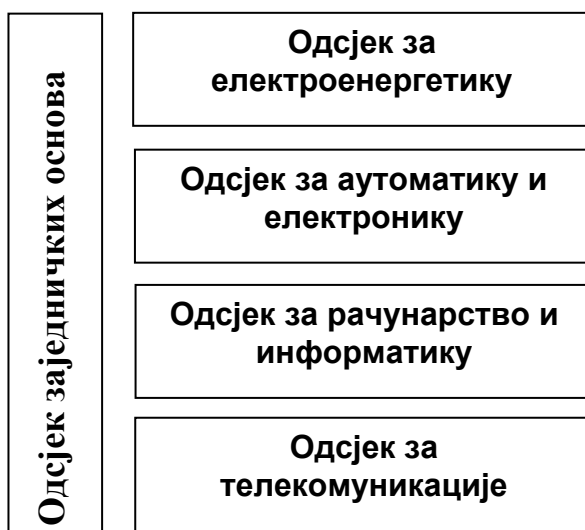 Одсјек заједничких основа
Одсјек за
електроенергетику
Одсјек за аутоматику и
електронику
Одсјек за рачунарство и
информатику
Одсјек за
телекомуникације